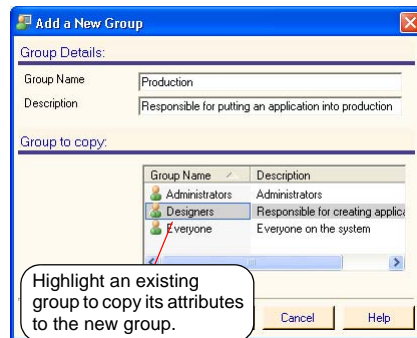 Add a New Group
Group Details:
Group Name Production
Description Responsible for putting an application into production
Group to copy:
Group Name Description
Administrators Administrators
Designers Responsible for creating applica
Everyone Everyone on the system
Highlight an existing
group to copy its attributes
to the new group.
Cancel Help